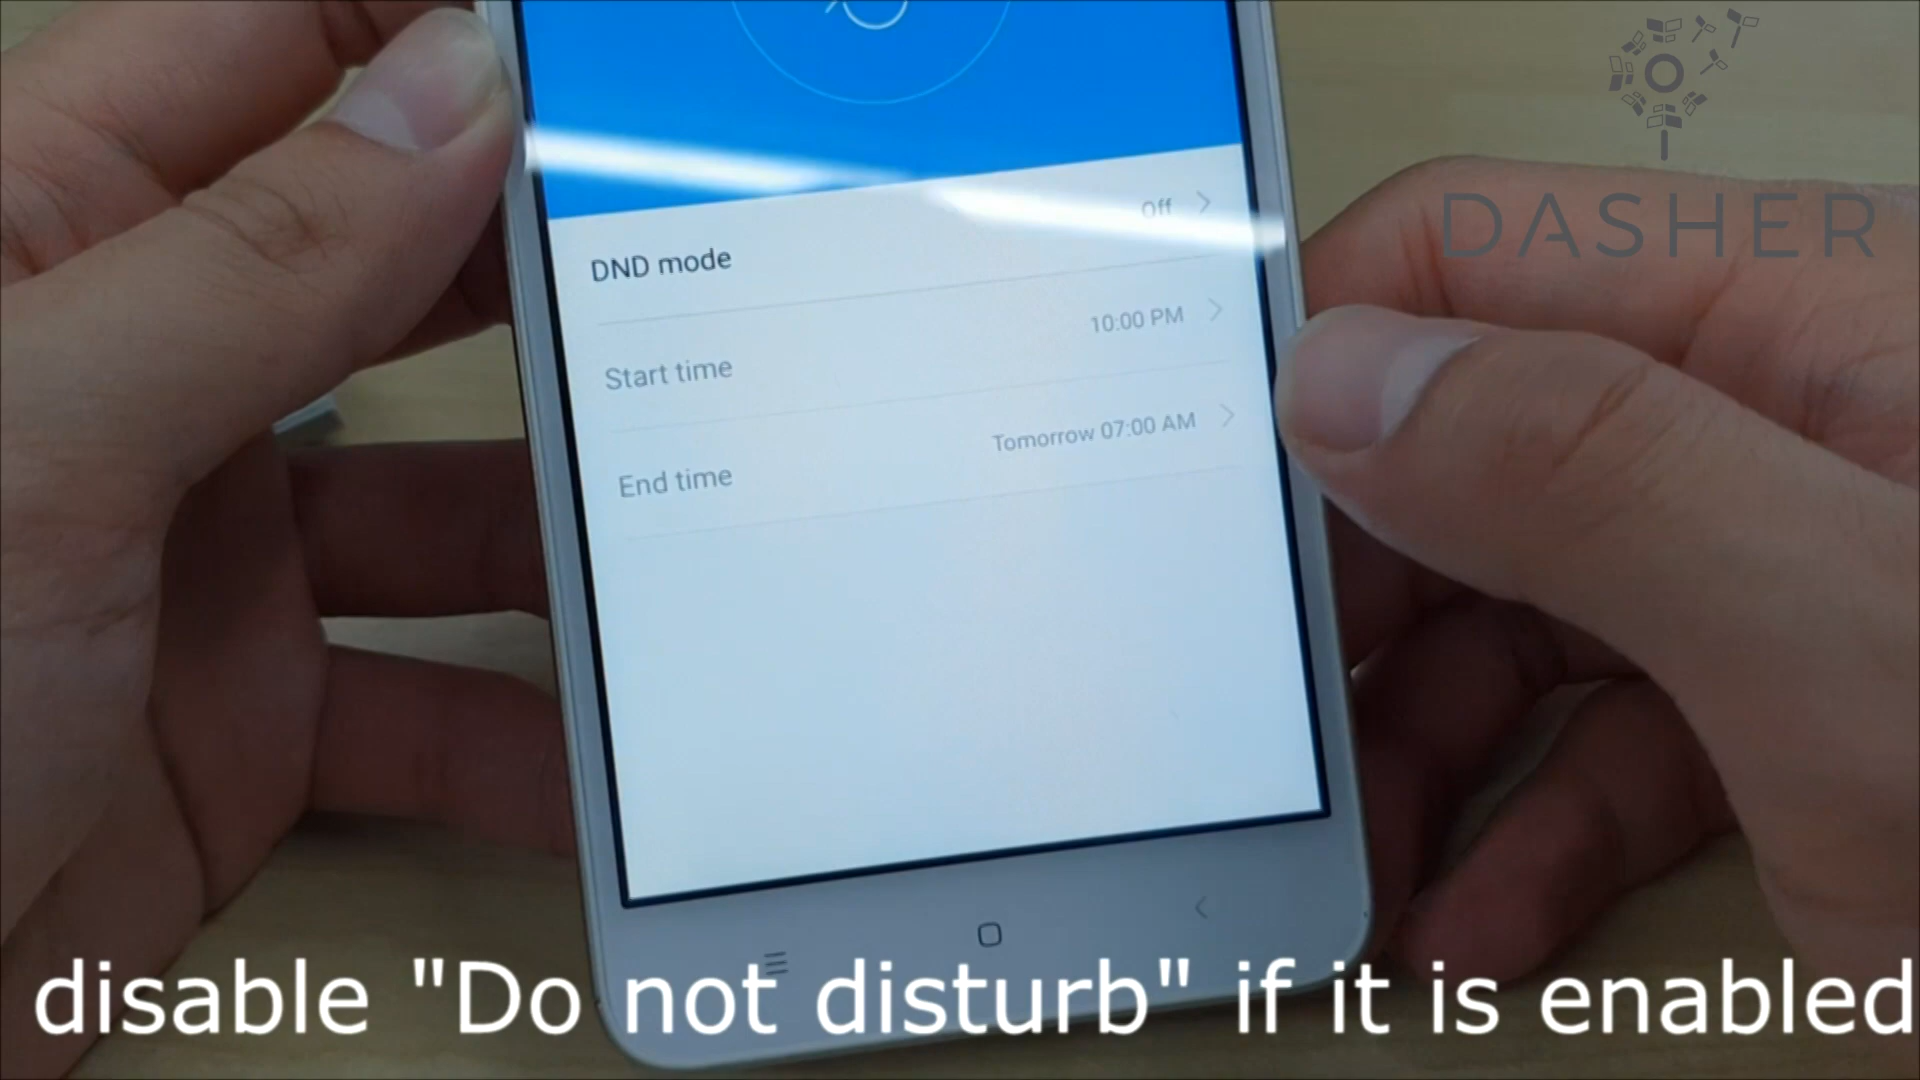 DASHER
DND mode
Off
Start time
10:00 PM
End time
Tomorrow 07:00 AM
disable "Do not disturb" if it is enabled